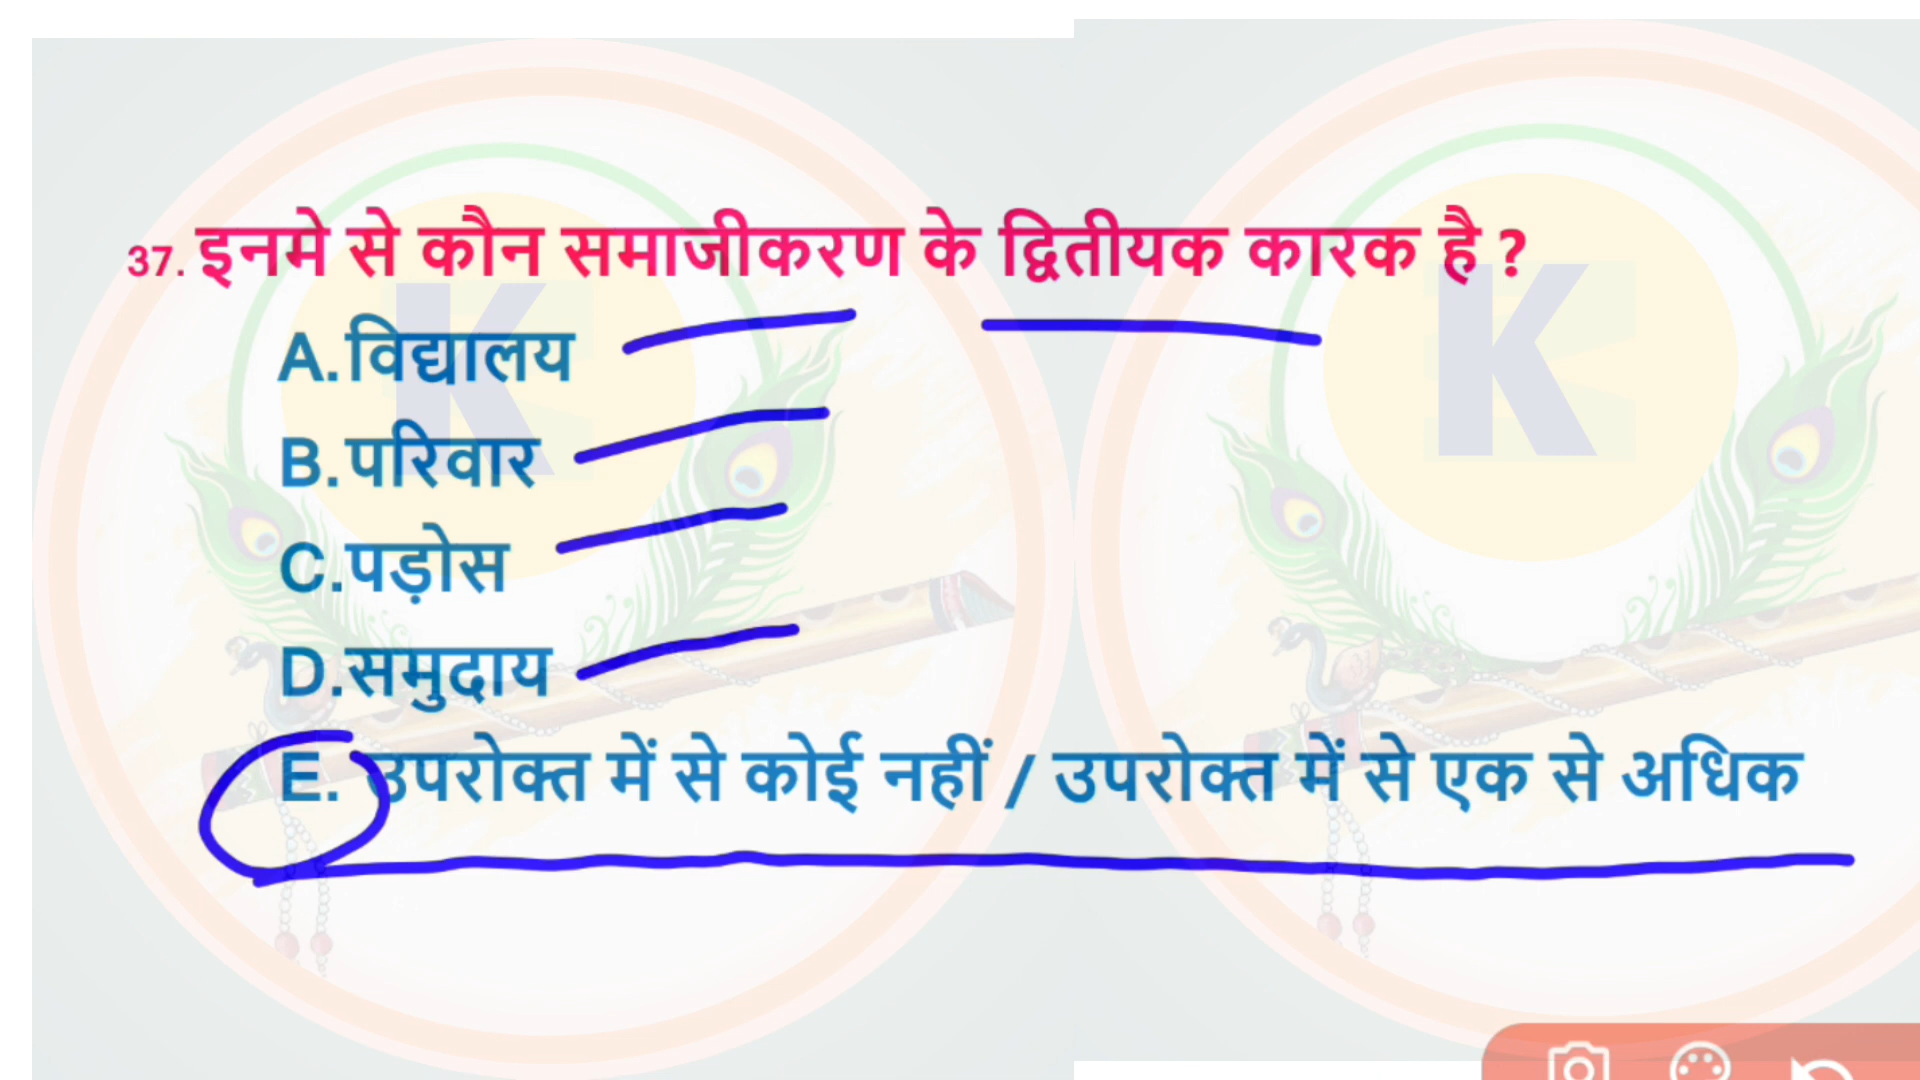 37. इनमे से कौन समाजीकरण के द्वितीयक कारक है ?
A.विद्यालय
B.परिवार
C.पड़ोस
D.समुदाय
E. उपरोक्त में से कोई नहीं / उपरोक्त में से एक से अधिक
K
K